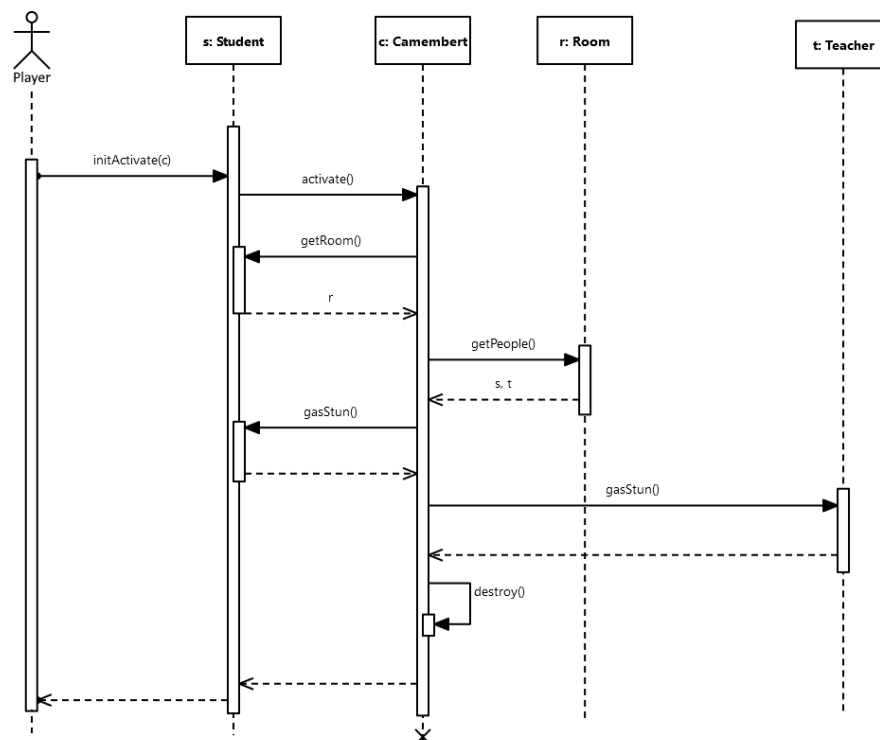 s: Student
c: Camembert
r: Room
t: Teacher
Player
initActivate(c)
activate()
getRoom()
r
getPeople()
s, t
gasStun()
gasStun()
destroy()